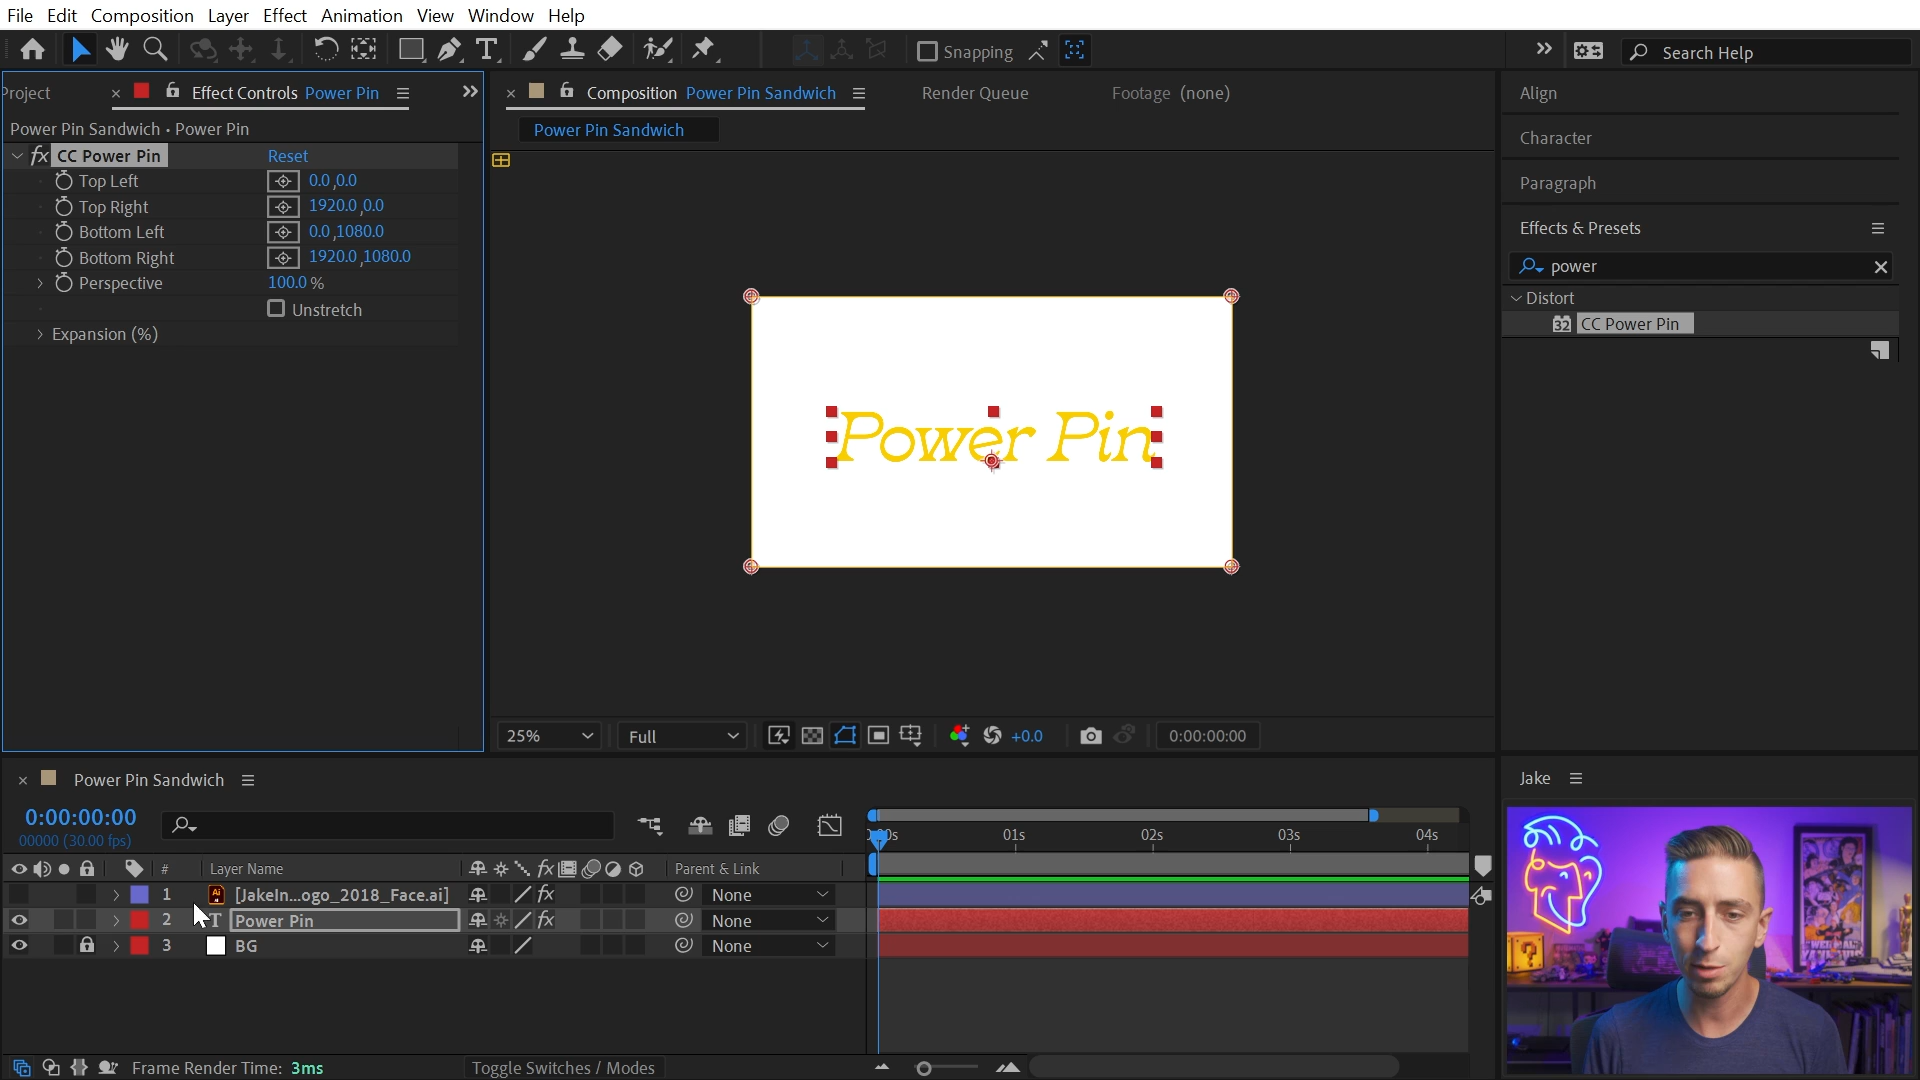 File Edit Composition Layer Effect Animation View Window Help
Snapping
Search Help
Project
Effect Controls Power Pin
Composition Power Pin Sandwich
Render Queue
Footage (none)
Align
Power Pin Sandwich • Power Pin
Power Pin Sandwich
Character
fx CC Power Pin Reset
Top Left 0.0,0.0
Top Right 1920.0,0.0
Bottom Left 0.0,1080.0
Bottom Right 1920.0,1080.0
Perspective 100.0 %
Unstretch
Expansion (%)
Paragraph
Effects & Presets
power
Distort
32 CC Power Pin
Power Pin
25% Full +0.0 0:00:00:00
Power Pin Sandwich
Jake
0:00:00:00
00000 (30.00 fps)
01s 02s 03s 04s
# Layer Name fx Parent & Link
1 Ai [JakeIn...ogo_2018_Face.ai] fx None
2 T Power Pin fx None
3 BG None
Frame Render Time: 3ms
Toggle Switches / Modes